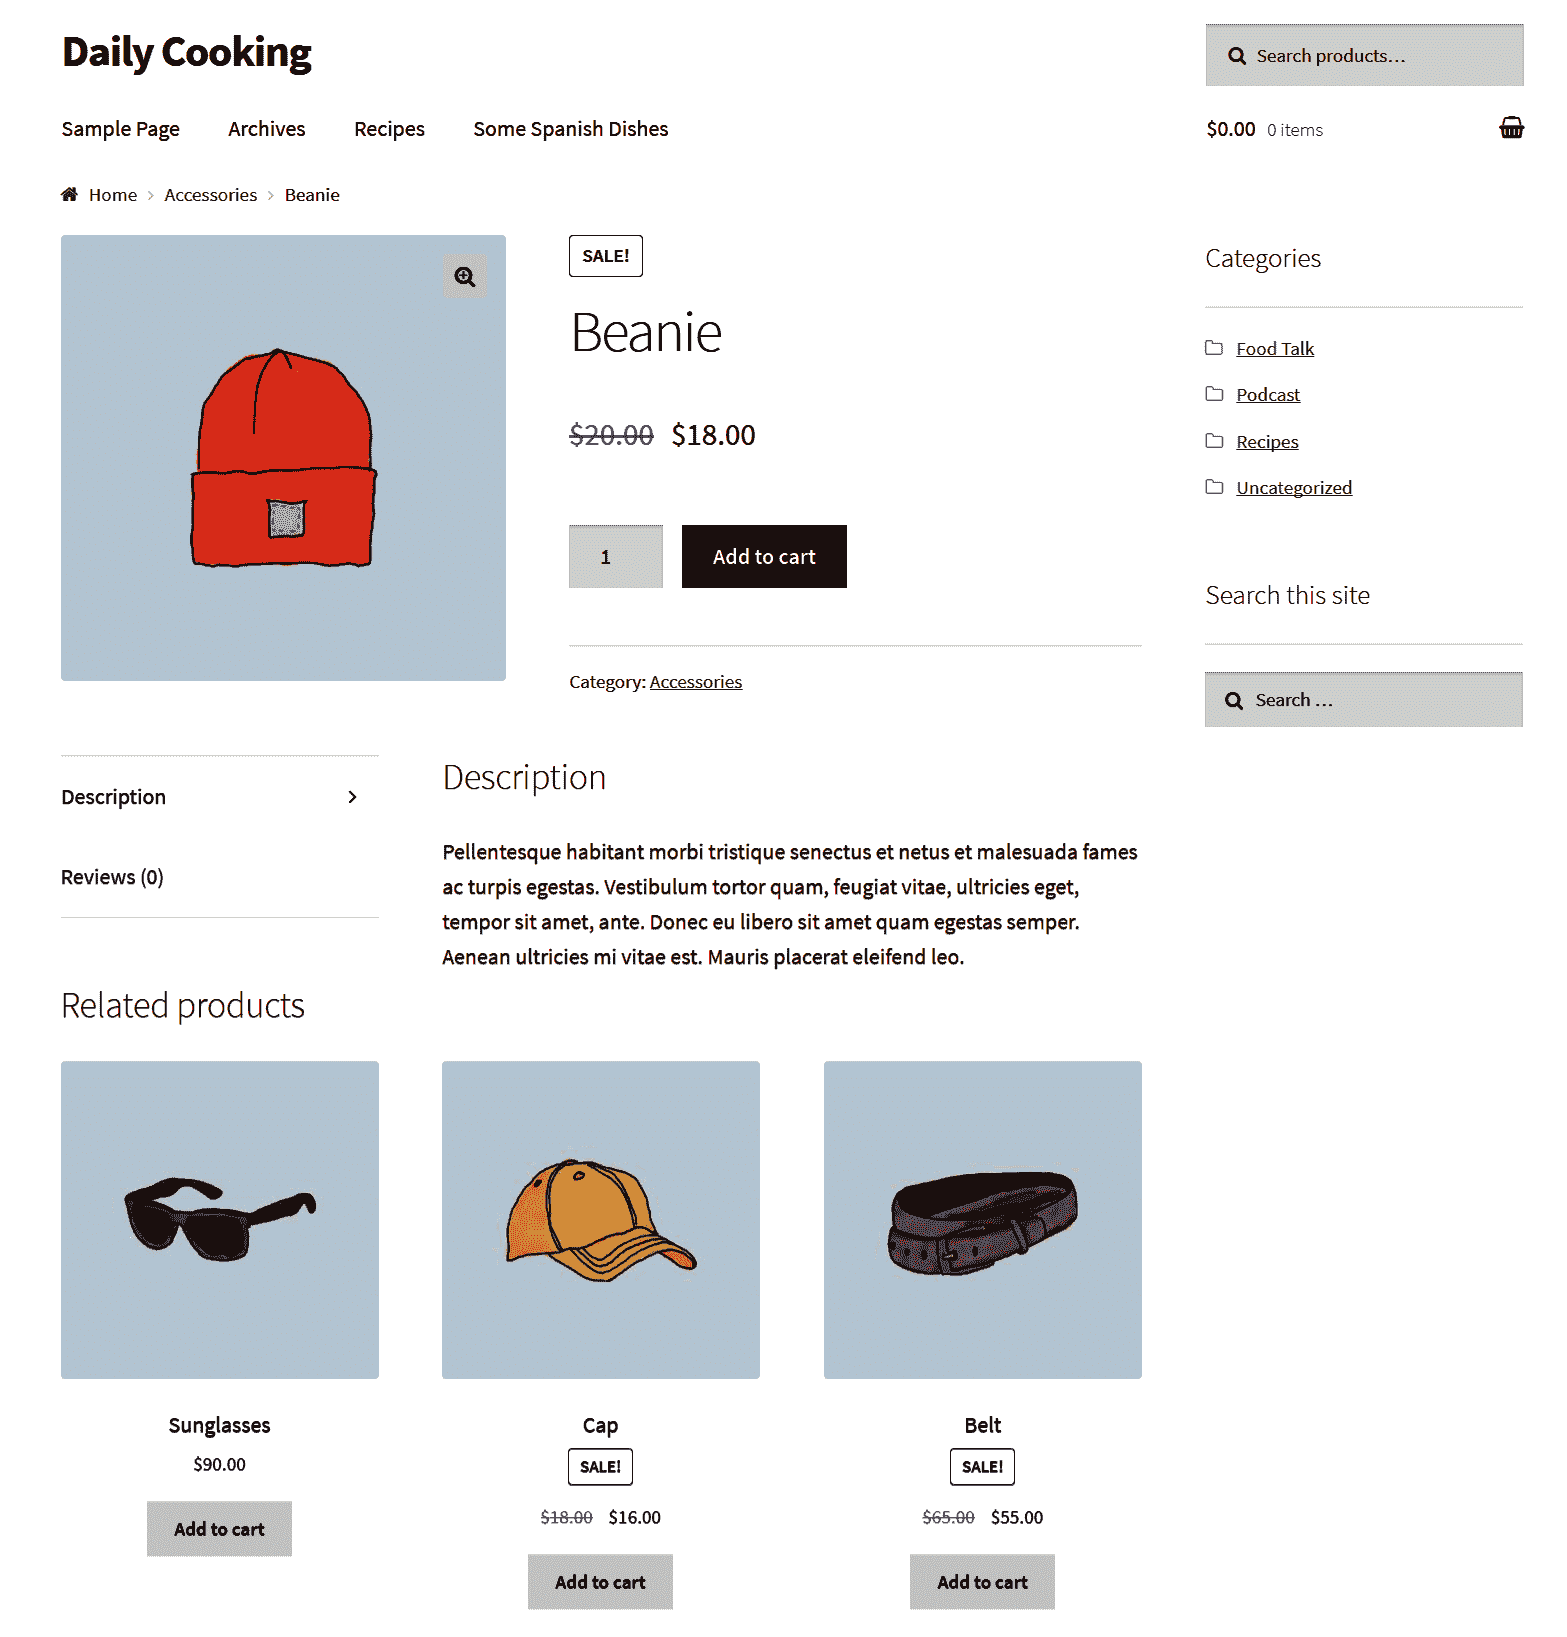 Daily Cooking
Search products…
Sample Page Archives Recipes Some Spanish Dishes
$0.00 0 items
Home Accessories Beanie
SALE!
Beanie
$20.00 $18.00
1 Add to cart
Category: Accessories
Categories
Food Talk
Podcast
Recipes
Uncategorized
Search this site
Search …
Description
Reviews (0)
Description
Pellentesque habitant morbi tristique senectus et netus et malesuada fames
ac turpis egestas. Vestibulum tortor quam, feugiat vitae, ultricies eget,
tempor sit amet, ante. Donec eu libero sit amet quam egestas semper.
Aenean ultricies mi vitae est. Mauris placerat eleifend leo.
Related products
Sunglasses
$90.00
Add to cart
Cap
SALE!
$18.00 $16.00
Add to cart
Belt
SALE!
$65.00 $55.00
Add to cart